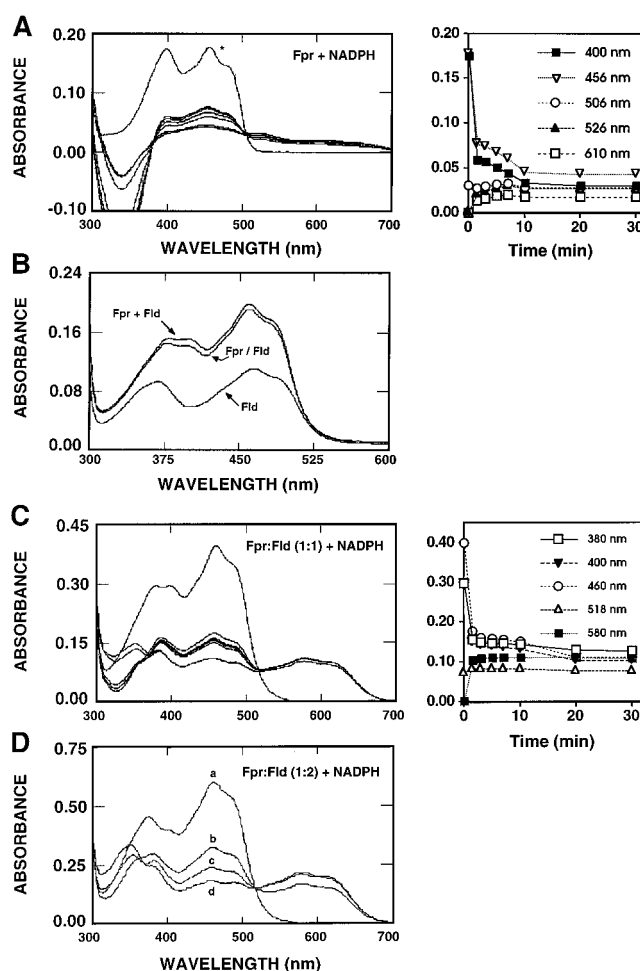 A
ABSORBANCE
0.20
0.10
0.00
-0.10
*
Fpr + NADPH
300
400
500
600
700
WAVELENGTH (nm)
0.20
0.15
0.10
0.05
0.00
400 nm
456 nm
506 nm
526 nm
610 nm
0
10
20
30
Time (min)
B
ABSORBANCE
0.24
0.16
0.08
0.00
Fpr + Fld
Fpr / Fld
Fld
300
375
450
525
600
WAVELENGTH (nm)
C
ABSORBANCE
0.45
0.30
0.15
0.00
Fpr:Fld (1:1) + NADPH
300
400
500
600
700
WAVELENGTH (nm)
0.40
0.30
0.20
0.10
0.00
380 nm
400 nm
460 nm
518 nm
580 nm
0
10
20
30
Time (min)
D
ABSORBANCE
0.75
0.50
0.25
0.00
a
b
c
d
Fpr:Fld (1:2) + NADPH
300
400
500
600
700
WAVELENGTH (nm)